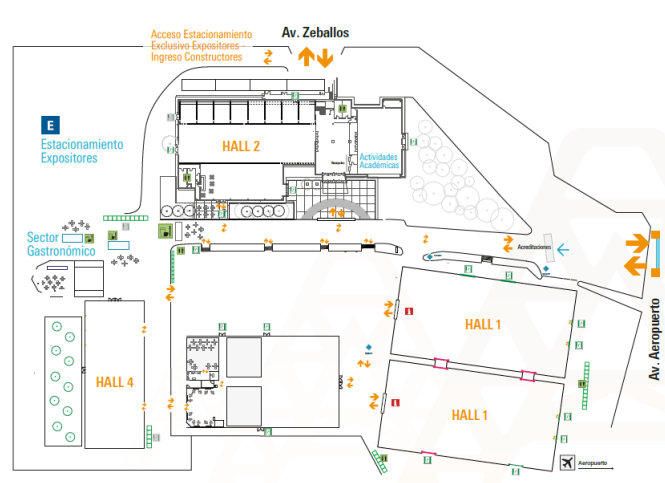 Acceso Estacionamiento
Exclusivo Expositores -
Ingreso Constructores
Av. Zeballos
E
Estacionamiento
Expositores
HALL 2
Actividades
Académicas
Sector
Gastronómico
Acreditaciones
HALL 1
Av. Aeropuerto
HALL 4
HALL 1
Aeropuerto